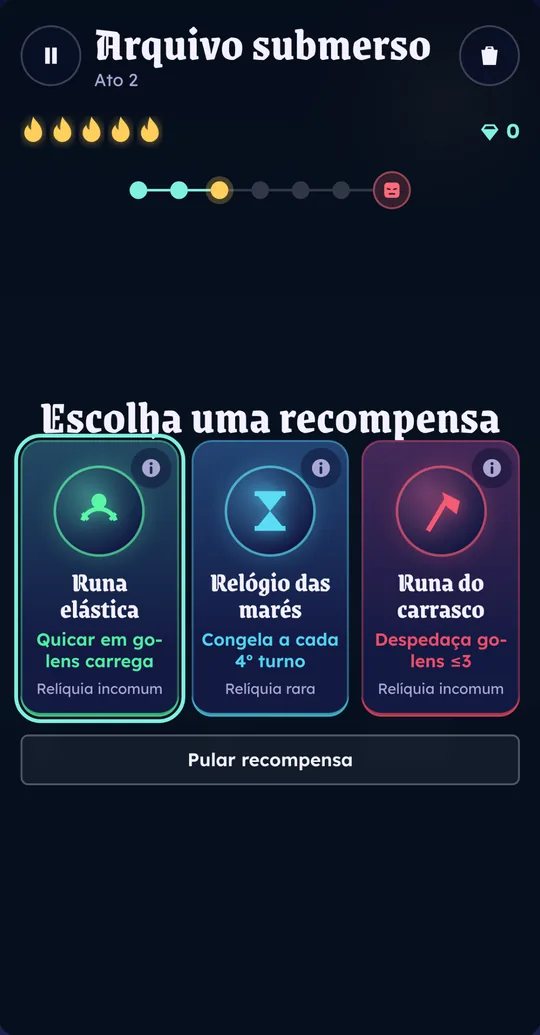 Arquivo submerso
Ato 2
0
Escolha uma recompensa
Runa
elástica
Quicar em go-
lens carrega
Relíquia incomum
Relógio das
marés
Congela a cada
4º turno
Relíquia rara
Runa do
carrasco
Despedaça go-
lens ≤3
Relíquia incomum
Pular recompensa